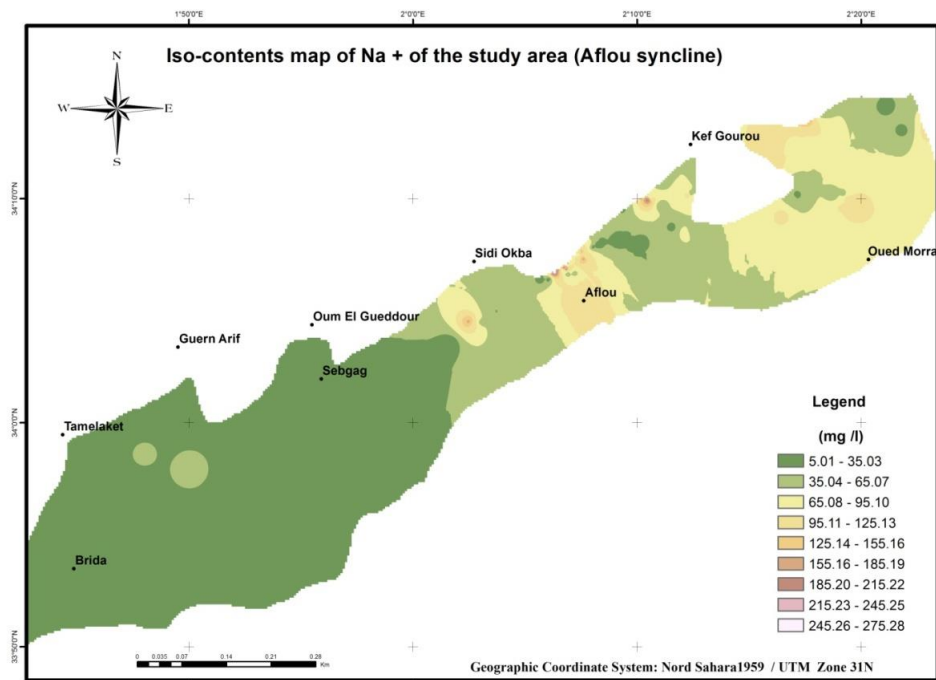 1°50'0"E 2°0'0"E 2°10'0"E 2°20'0"E
Iso-contents map of Na + of the study area (Aflou syncline)
N
W E
S
Kef Gourou
34°10'0"N
Sidi Okba
Oued Morra
Aflou
Oum El Gueddour
Guern Arif
Sebgag
34°0'0"N
Tamelaket
Brida
33°50'0"N
Legend
(mg /l)
5.01 - 35.03
35.04 - 65.07
65.08 - 95.10
95.11 - 125.13
125.14 - 155.16
155.16 - 185.19
185.20 - 215.22
215.23 - 245.25
245.26 - 275.28
0 0.035 0.07 0.14 0.21 0.28
Km
Geographic Coordinate System: Nord Sahara1959 / UTM Zone 31N